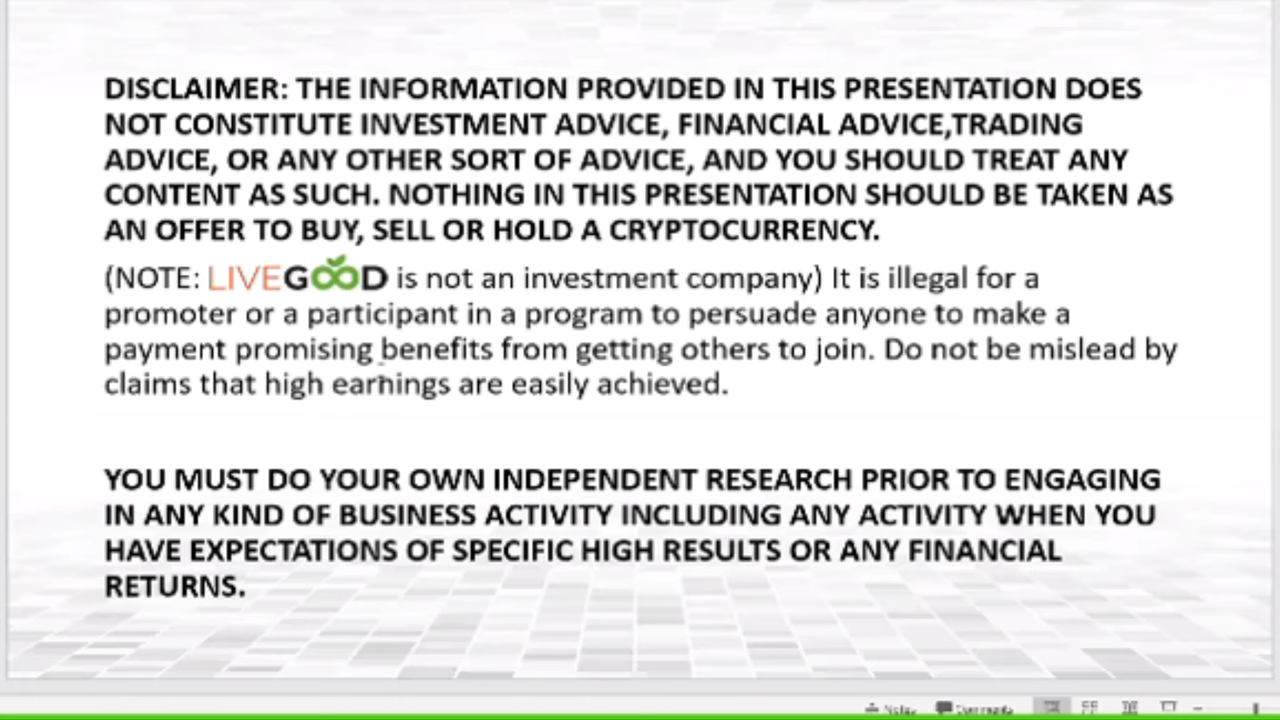 DISCLAIMER: THE INFORMATION PROVIDED IN THIS PRESENTATION DOES
NOT CONSTITUTE INVESTMENT ADVICE, FINANCIAL ADVICE,TRADING
ADVICE, OR ANY OTHER SORT OF ADVICE, AND YOU SHOULD TREAT ANY
CONTENT AS SUCH. NOTHING IN THIS PRESENTATION SHOULD BE TAKEN AS
AN OFFER TO BUY, SELL OR HOLD A CRYPTOCURRENCY.
(NOTE: LIVEGOOD is not an investment company) It is illegal for a
promoter or a participant in a program to persuade anyone to make a
payment promising benefits from getting others to join. Do not be mislead by
claims that high earnings are easily achieved.
YOU MUST DO YOUR OWN INDEPENDENT RESEARCH PRIOR TO ENGAGING
IN ANY KIND OF BUSINESS ACTIVITY INCLUDING ANY ACTIVITY WHEN YOU
HAVE EXPECTATIONS OF SPECIFIC HIGH RESULTS OR ANY FINANCIAL
RETURNS.
Notes Comments